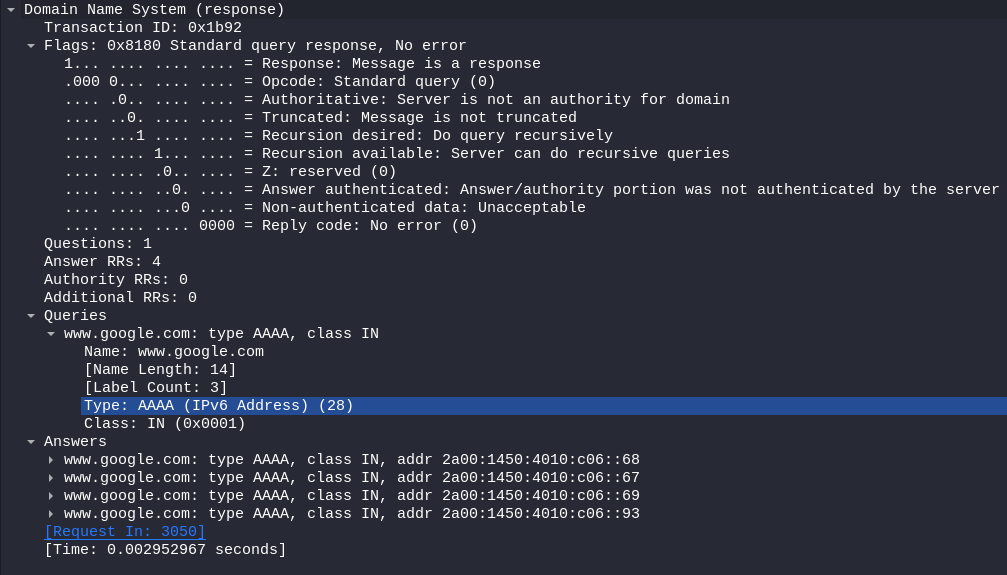 Domain Name System (response)
Transaction ID: 0x1b92
Flags: 0x8180 Standard query response, No error
1... .... .... .... = Response: Message is a response
.000 0... .... .... = Opcode: Standard query (0)
.... .0.. .... .... = Authoritative: Server is not an authority for domain
.... ..0. .... .... = Truncated: Message is not truncated
.... ...1 .... .... = Recursion desired: Do query recursively
.... .... 1... .... = Recursion available: Server can do recursive queries
.... .... .0.. .... = Z: reserved (0)
.... .... ..0. .... = Answer authenticated: Answer/authority portion was not authenticated by the server
.... .... ...0 .... = Non-authenticated data: Unacceptable
.... .... .... 0000 = Reply code: No error (0)
Questions: 1
Answer RRs: 4
Authority RRs: 0
Additional RRs: 0
Queries
www.google.com: type AAAA, class IN
Name: www.google.com
[Name Length: 14]
[Label Count: 3]
Type: AAAA (IPv6 Address) (28)
Class: IN (0x0001)
Answers
www.google.com: type AAAA, class IN, addr 2a00:1450:4010:c06::68
www.google.com: type AAAA, class IN, addr 2a00:1450:4010:c06::67
www.google.com: type AAAA, class IN, addr 2a00:1450:4010:c06::69
www.google.com: type AAAA, class IN, addr 2a00:1450:4010:c06::93
[Request In: 3050]
[Time: 0.002952967 seconds]